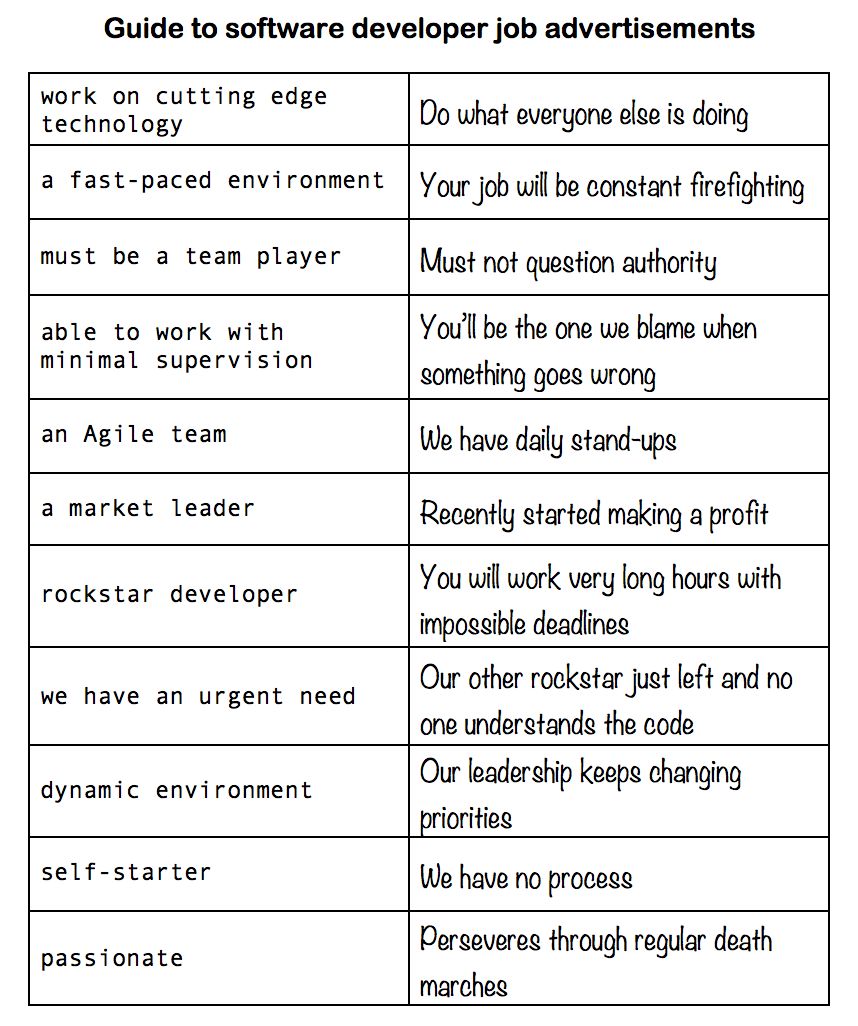 Guide to software developer job advertisements
work on cutting edge
technology
Do what everyone else is doing
a fast-paced environment
Your job will be constant firefighting
must be a team player
Must not question authority
able to work with
minimal supervision
You'll be the one we blame when
something goes wrong
an Agile team
We have daily stand-ups
a market leader
Recently started making a profit
rockstar developer
You will work very long hours with
impossible deadlines
we have an urgent need
Our other rockstar just left and no
one understands the code
dynamic environment
Our leadership keeps changing
priorities
self-starter
We have no process
passionate
Perseveres through regular death
marches